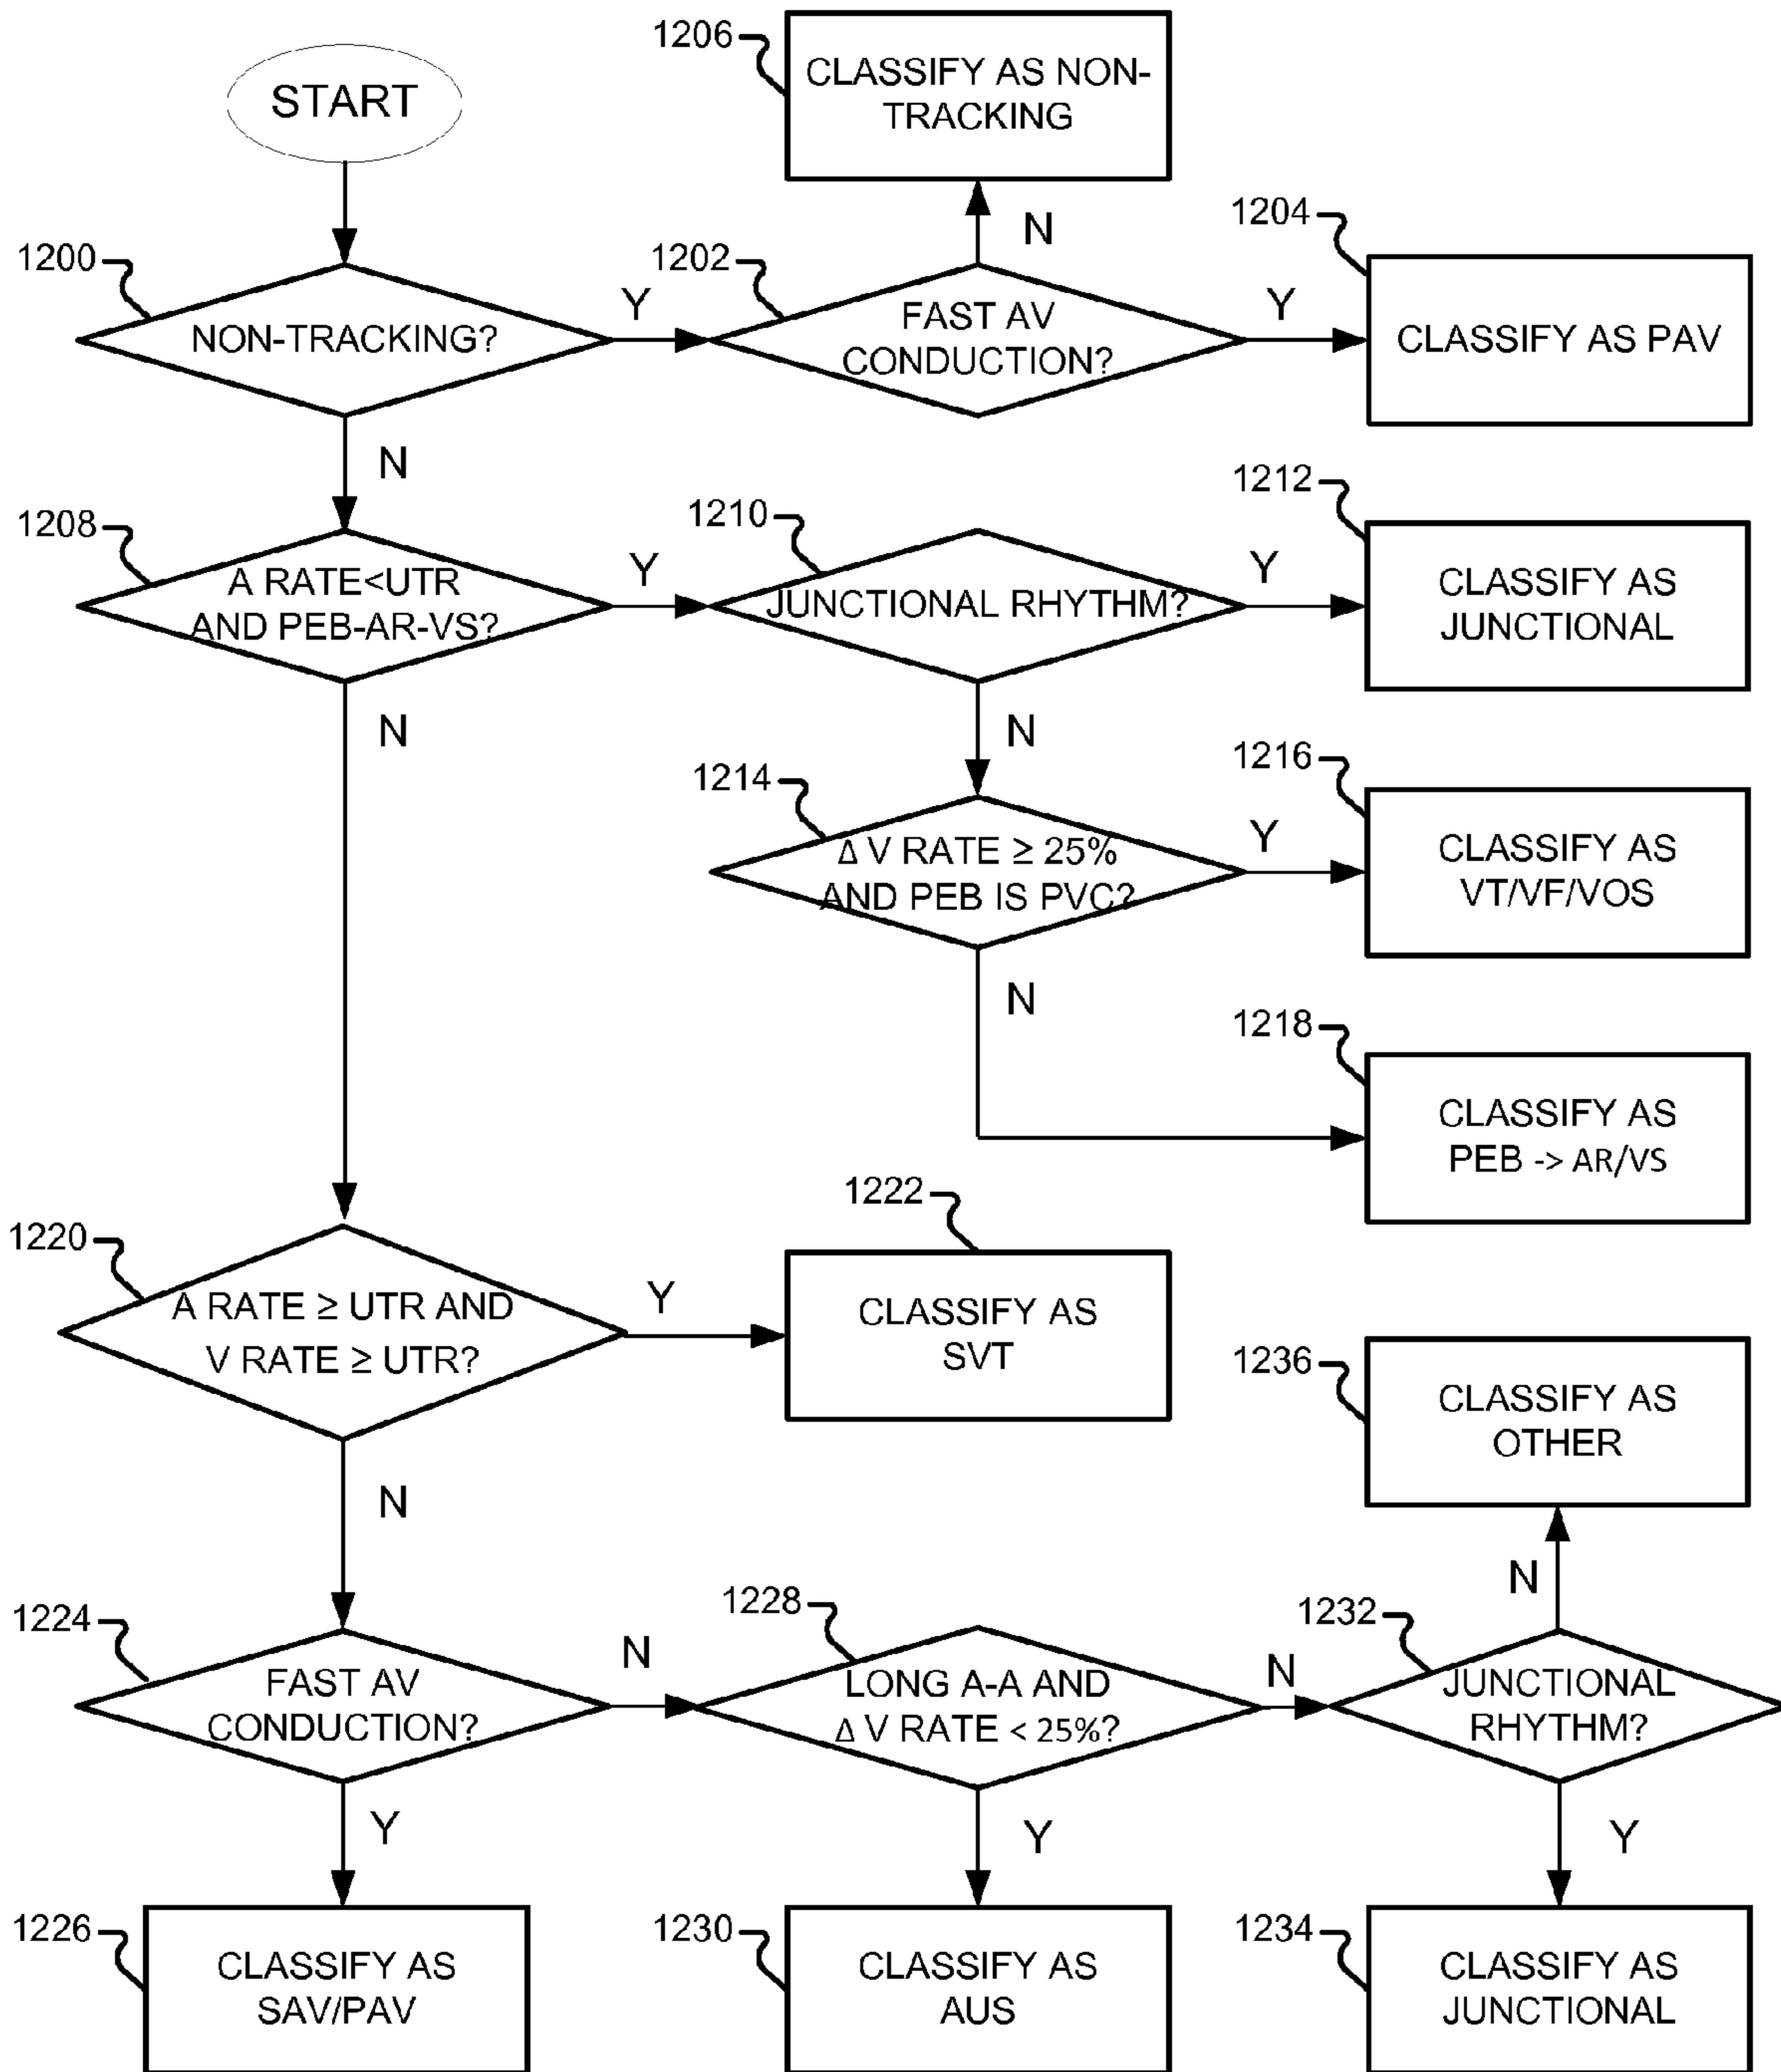 START
1206
CLASSIFY AS NON-
TRACKING
1200
NON-TRACKING?
Y
1202
FAST AV
CONDUCTION?
N
Y
1204
CLASSIFY AS PAV
N
1208
A RATE<UTR
AND PEB-AR-VS?
Y
1210
JUNCTIONAL RHYTHM?
Y
1212
CLASSIFY AS
JUNCTIONAL
N
N
1214
Δ V RATE ≥ 25%
AND PEB IS PVC?
Y
1216
CLASSIFY AS
VT/VF/VOS
N
1218
CLASSIFY AS
PEB -> AR/VS
1220
A RATE ≥ UTR AND
V RATE ≥ UTR?
Y
1222
CLASSIFY AS
SVT
N
1236
CLASSIFY AS
OTHER
N
1224
FAST AV
CONDUCTION?
N
1228
LONG A-A AND
Δ V RATE < 25%?
N
1232
JUNCTIONAL
RHYTHM?
Y
Y
Y
1226
CLASSIFY AS
SAV/PAV
1230
CLASSIFY AS
AUS
1234
CLASSIFY AS
JUNCTIONAL